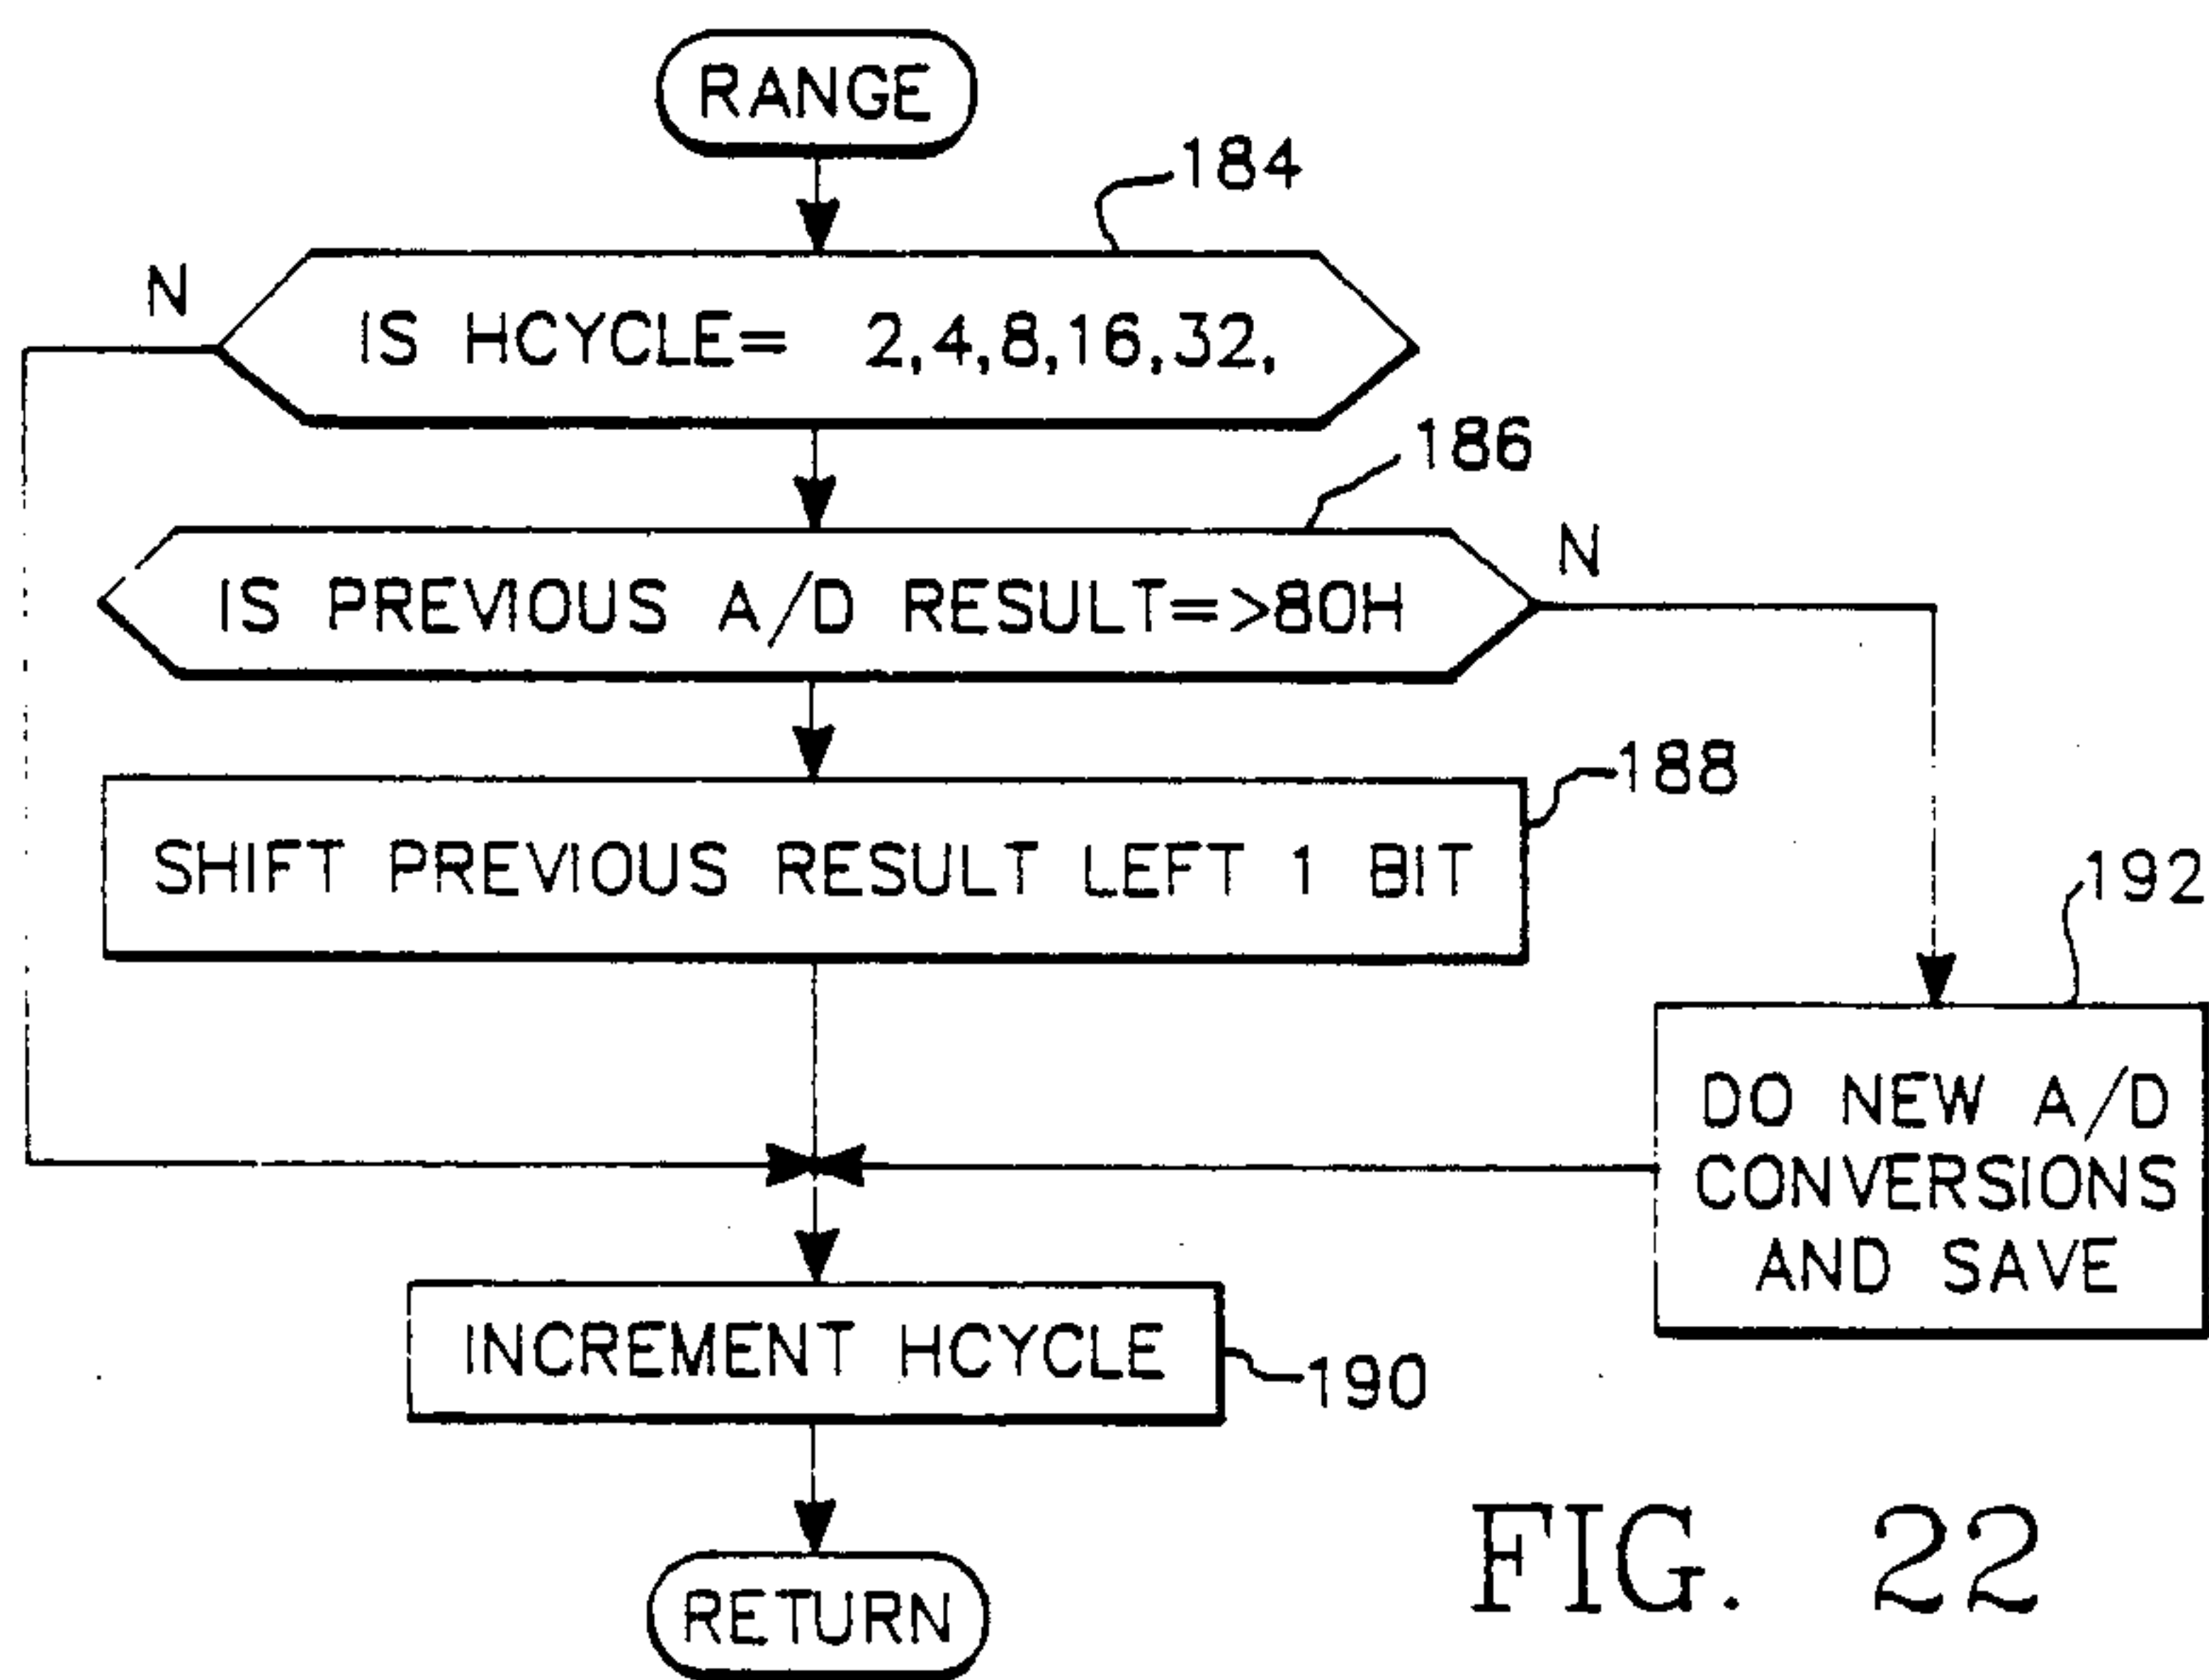 RANGE
184
N
IS HCYCLE= 2,4,8,16,32,
186
N
IS PREVIOUS A/D RESULT=>80H
188
SHIFT PREVIOUS RESULT LEFT 1 BIT
192
DO NEW A/D
CONVERSIONS
AND SAVE
INCREMENT HCYCLE
190
RETURN
FIG. 22